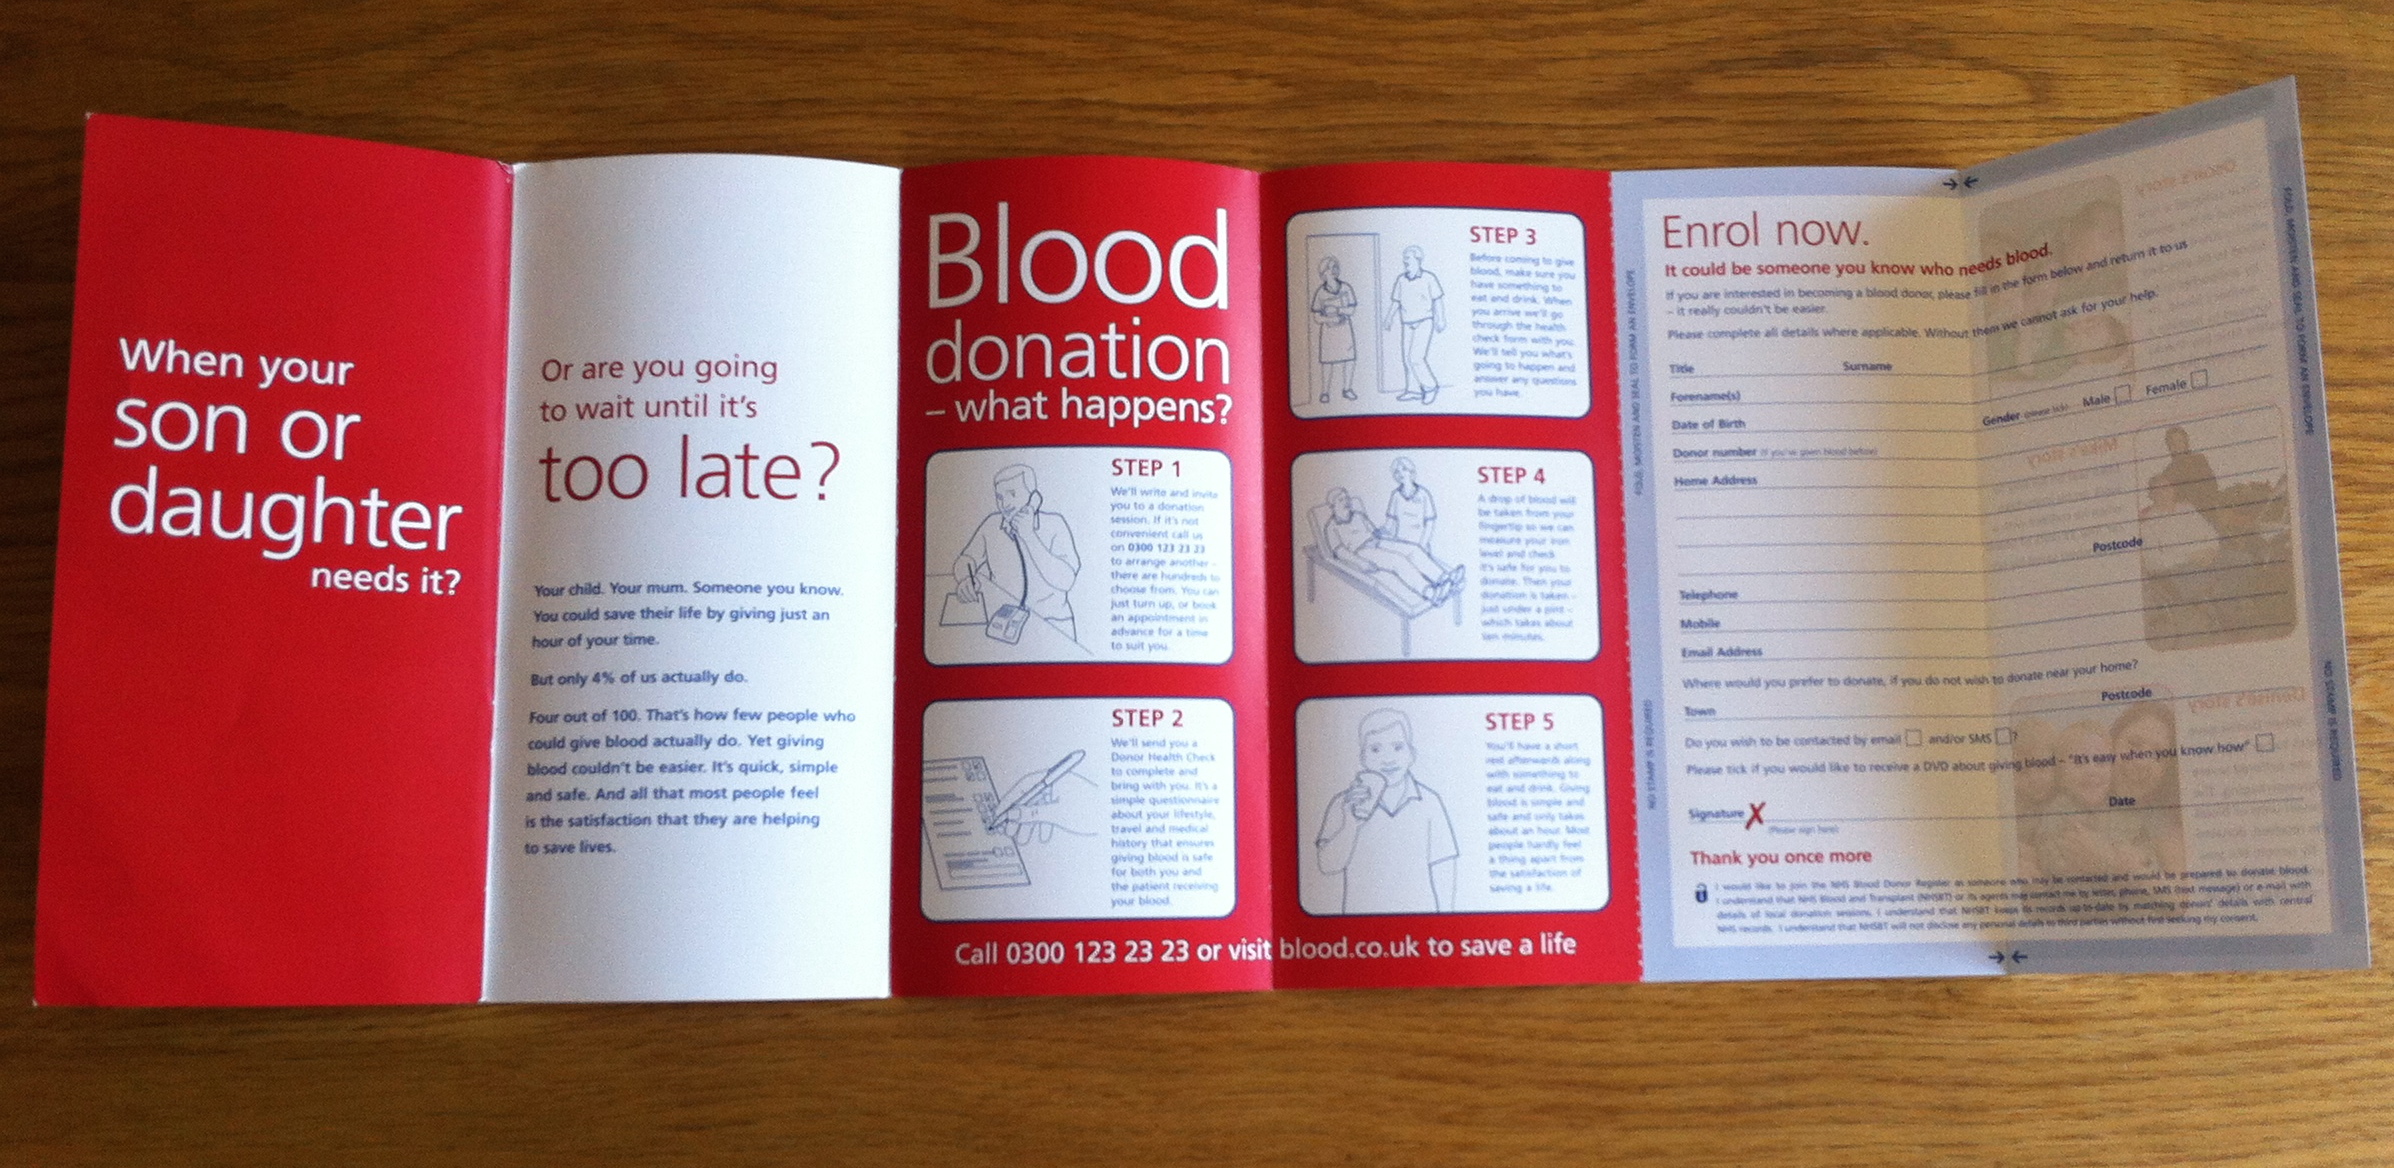 When your
son or
daughter
needs it?
Or are you going
to wait until it's
too late?
Your child. Your mum. Someone you know.
You could save their life by giving just an
hour of your time.
But only 4% of us actually do.
Four out of 100. That's how few people who
could give blood actually do. Yet giving
blood couldn't be easier. It's quick, simple
and safe. And all that most people feel
is the satisfaction that they are helping
to save lives.
Blood
donation
– what happens?
STEP 1
We'll write and invite
you to a donation
session. If it's not
convenient call us
on 0300 123 23 23
to arrange another –
there are hundreds to
choose from. You can
just turn up, or book
an appointment in
advance for a time
to suit you.
STEP 2
We'll send you a
Donor Health Check
to complete and
bring with you. It's a
simple questionnaire
about your lifestyle,
travel and medical
history that ensures
giving blood is safe
for both you and
the patient receiving
your blood.
STEP 3
Before coming to give
blood, make sure you
have something to
eat and drink. When
you arrive we'll go
through the health
check form with you.
We'll tell you what's
going to happen and
answer any questions
you have.
STEP 4
A drop of blood will
be taken from your
fingertip so we can
measure your iron
level and check
it's safe for you to
donate. Then your
donation is taken –
just under a pint –
which takes about
ten minutes.
STEP 5
You'll have a short
rest afterwards along
with something to
eat and drink. Giving
blood is simple and
safe and only takes
about an hour. Most
people hardly feel
a thing apart from
the satisfaction of
saving a life.
Call 0300 123 23 23 or visit blood.co.uk to save a life
FOLD, MOISTEN AND SEAL TO FORM AN ENVELOPE
NO STAMP IS REQUIRED
Enrol now.
It could be someone you know who needs blood.
If you are interested in becoming a blood donor, please fill in the form below and return it to us
– it really couldn't be easier.
Please complete all details where applicable. Without them we cannot ask for your help.
Title Surname
Forename(s)
Date of Birth Gender (please tick) Male Female
Donor number (if you've given blood before)
Home Address
Postcode
Telephone
Mobile
Email Address
Where would you prefer to donate, if you do not wish to donate near your home?
Town Postcode
Do you wish to be contacted by email and/or SMS ?
Please tick if you would like to receive a DVD about giving blood – "It's easy when you know how"
Signature X Date
(Please sign here)
Thank you once more
I would like to join the NHS Blood Donor Register as someone who may be contacted and would be prepared to donate blood.
I understand that NHS Blood and Transplant (NHSBT) or its agents may contact me by letter, phone, SMS (text message) or e-mail with
details of local donation sessions. I understand that NHSBT keeps its records up-to-date by matching donors' details with central
NHS records. I understand that NHSBT will not disclose any personal details to third parties without first seeking my consent.
FOLD, MOISTEN AND SEAL TO FORM AN ENVELOPE
NO STAMP IS REQUIRED